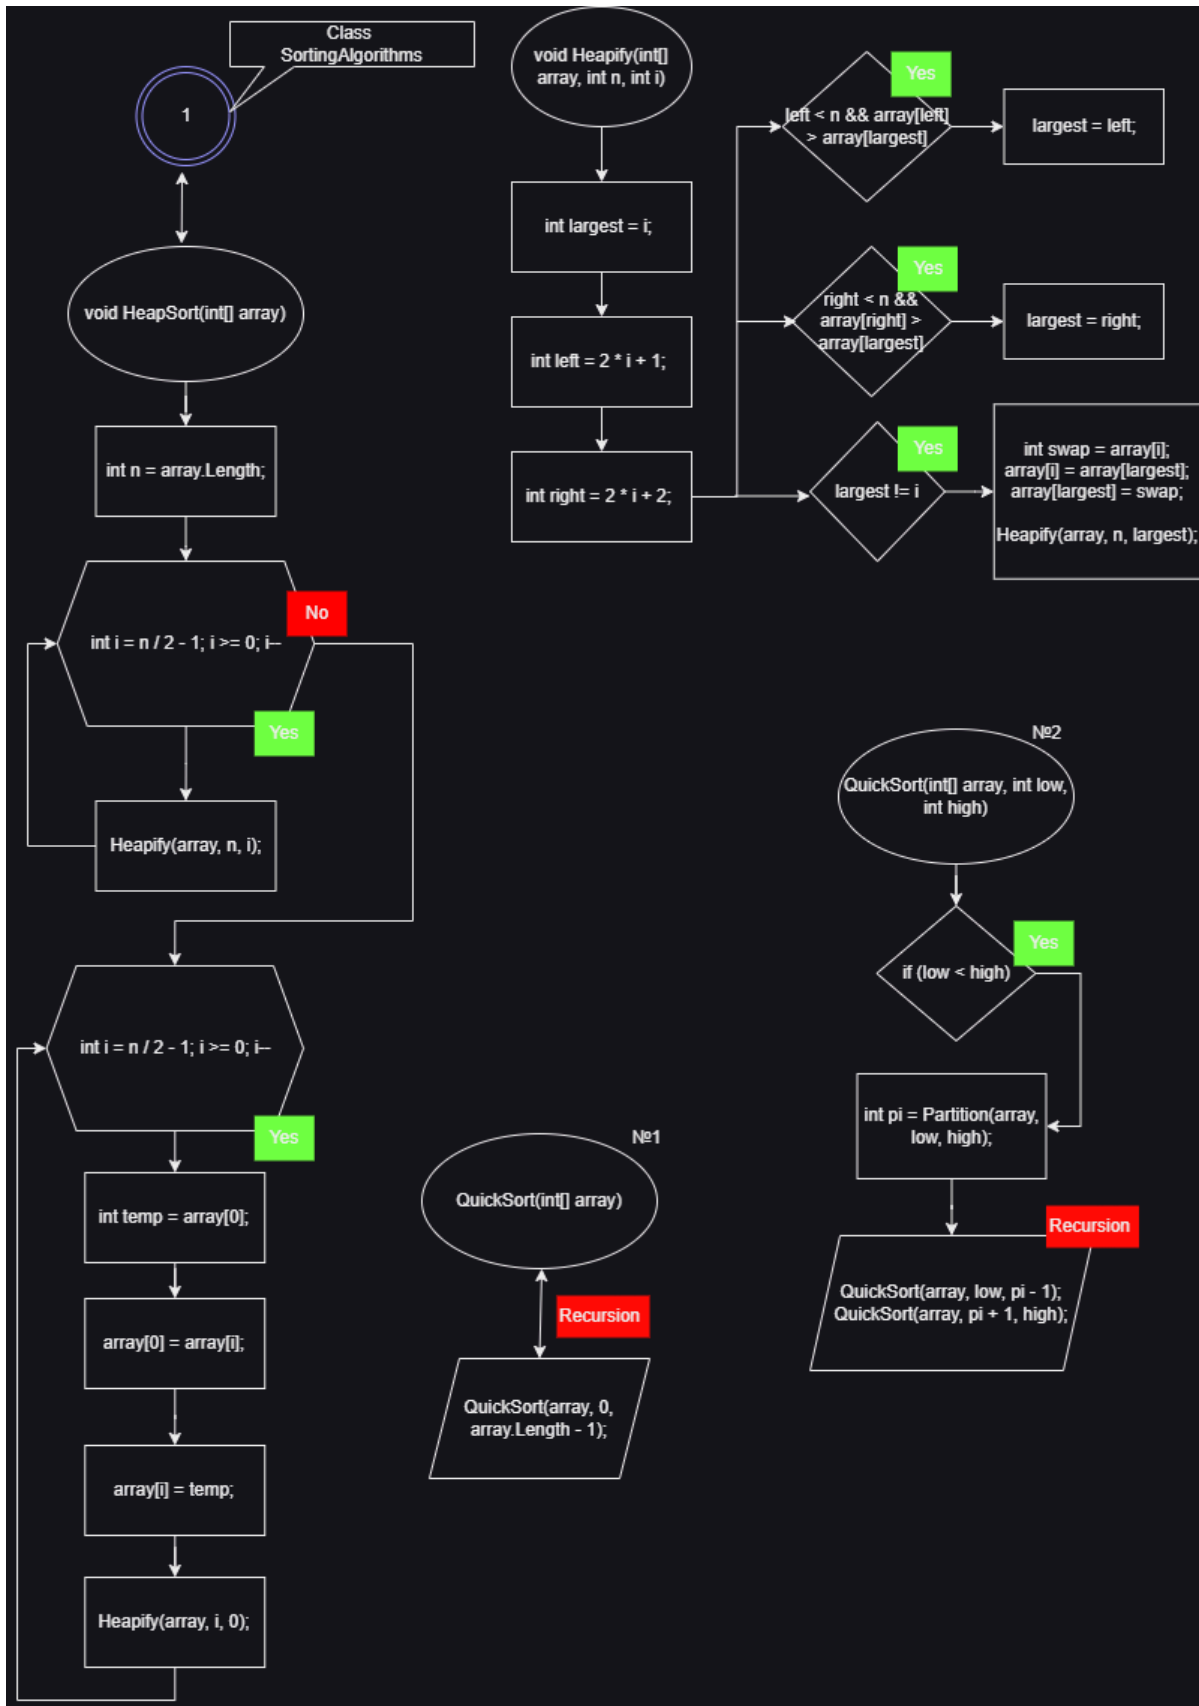 Class
SortingAlgorithms
1
void HeapSort(int[] array)
int n = array.Length;
No
int i = n / 2 - 1; i >= 0; i--
Yes
Heapify(array, n, i);
int i = n / 2 - 1; i >= 0; i--
Yes
int temp = array[0];
array[0] = array[i];
array[i] = temp;
Heapify(array, i, 0);
void Heapify(int[]
array, int n, int i)
int largest = i;
int left = 2 * i + 1;
int right = 2 * i + 2;
Yes
left < n && array[left]
> array[largest]
largest = left;
Yes
right < n &&
array[right] >
array[largest]
largest = right;
Yes
largest != i
int swap = array[i];
array[i] = array[largest];
array[largest] = swap;
Heapify(array, n, largest);
№1
QuickSort(int[] array)
Recursion
QuickSort(array, 0,
array.Length - 1);
№2
QuickSort(int[] array, int low,
int high)
Yes
if (low < high)
int pi = Partition(array,
low, high);
Recursion
QuickSort(array, low, pi - 1);
QuickSort(array, pi + 1, high);